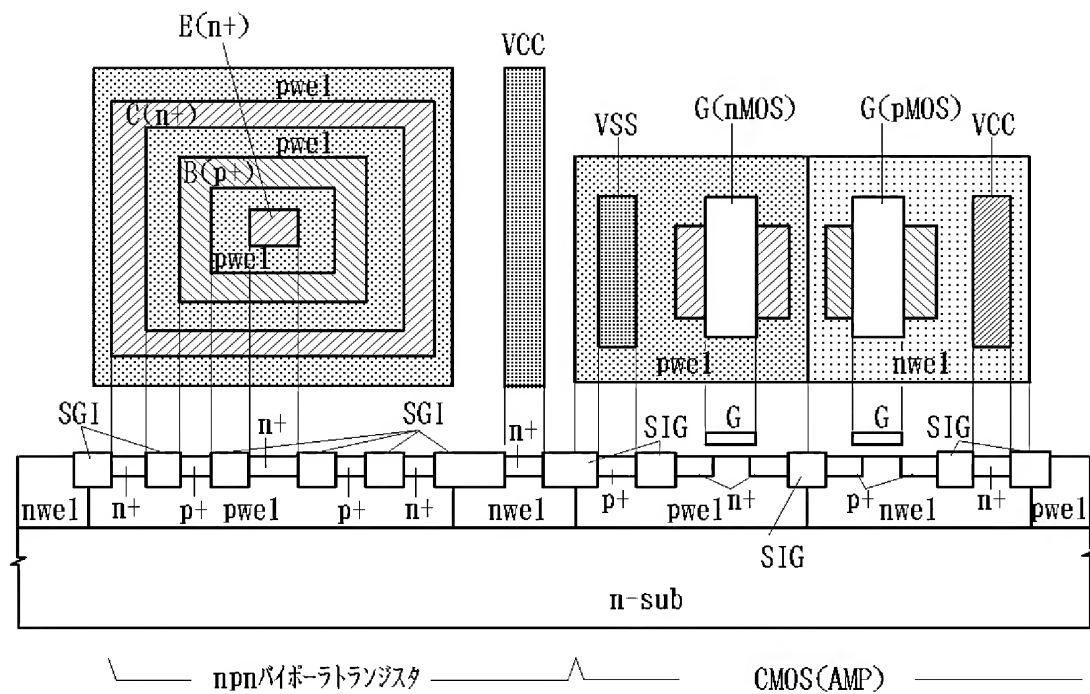 E(n+)
VCC
pwel
C(n+)
pwel
B(p+)
pwel
VSS
G(nMOS)
G(pMOS)
VCC
pwel
nwel
SGI
n+
SGI
n+
SIG
G
G
SIG
nwel
n+
p+
pwel
p+
n+
nwel
p+
pwel
n+
SIG
p+
nwel
n+
pwel
n-sub
npnバイポーラトランジスタ
CMOS(AMP)